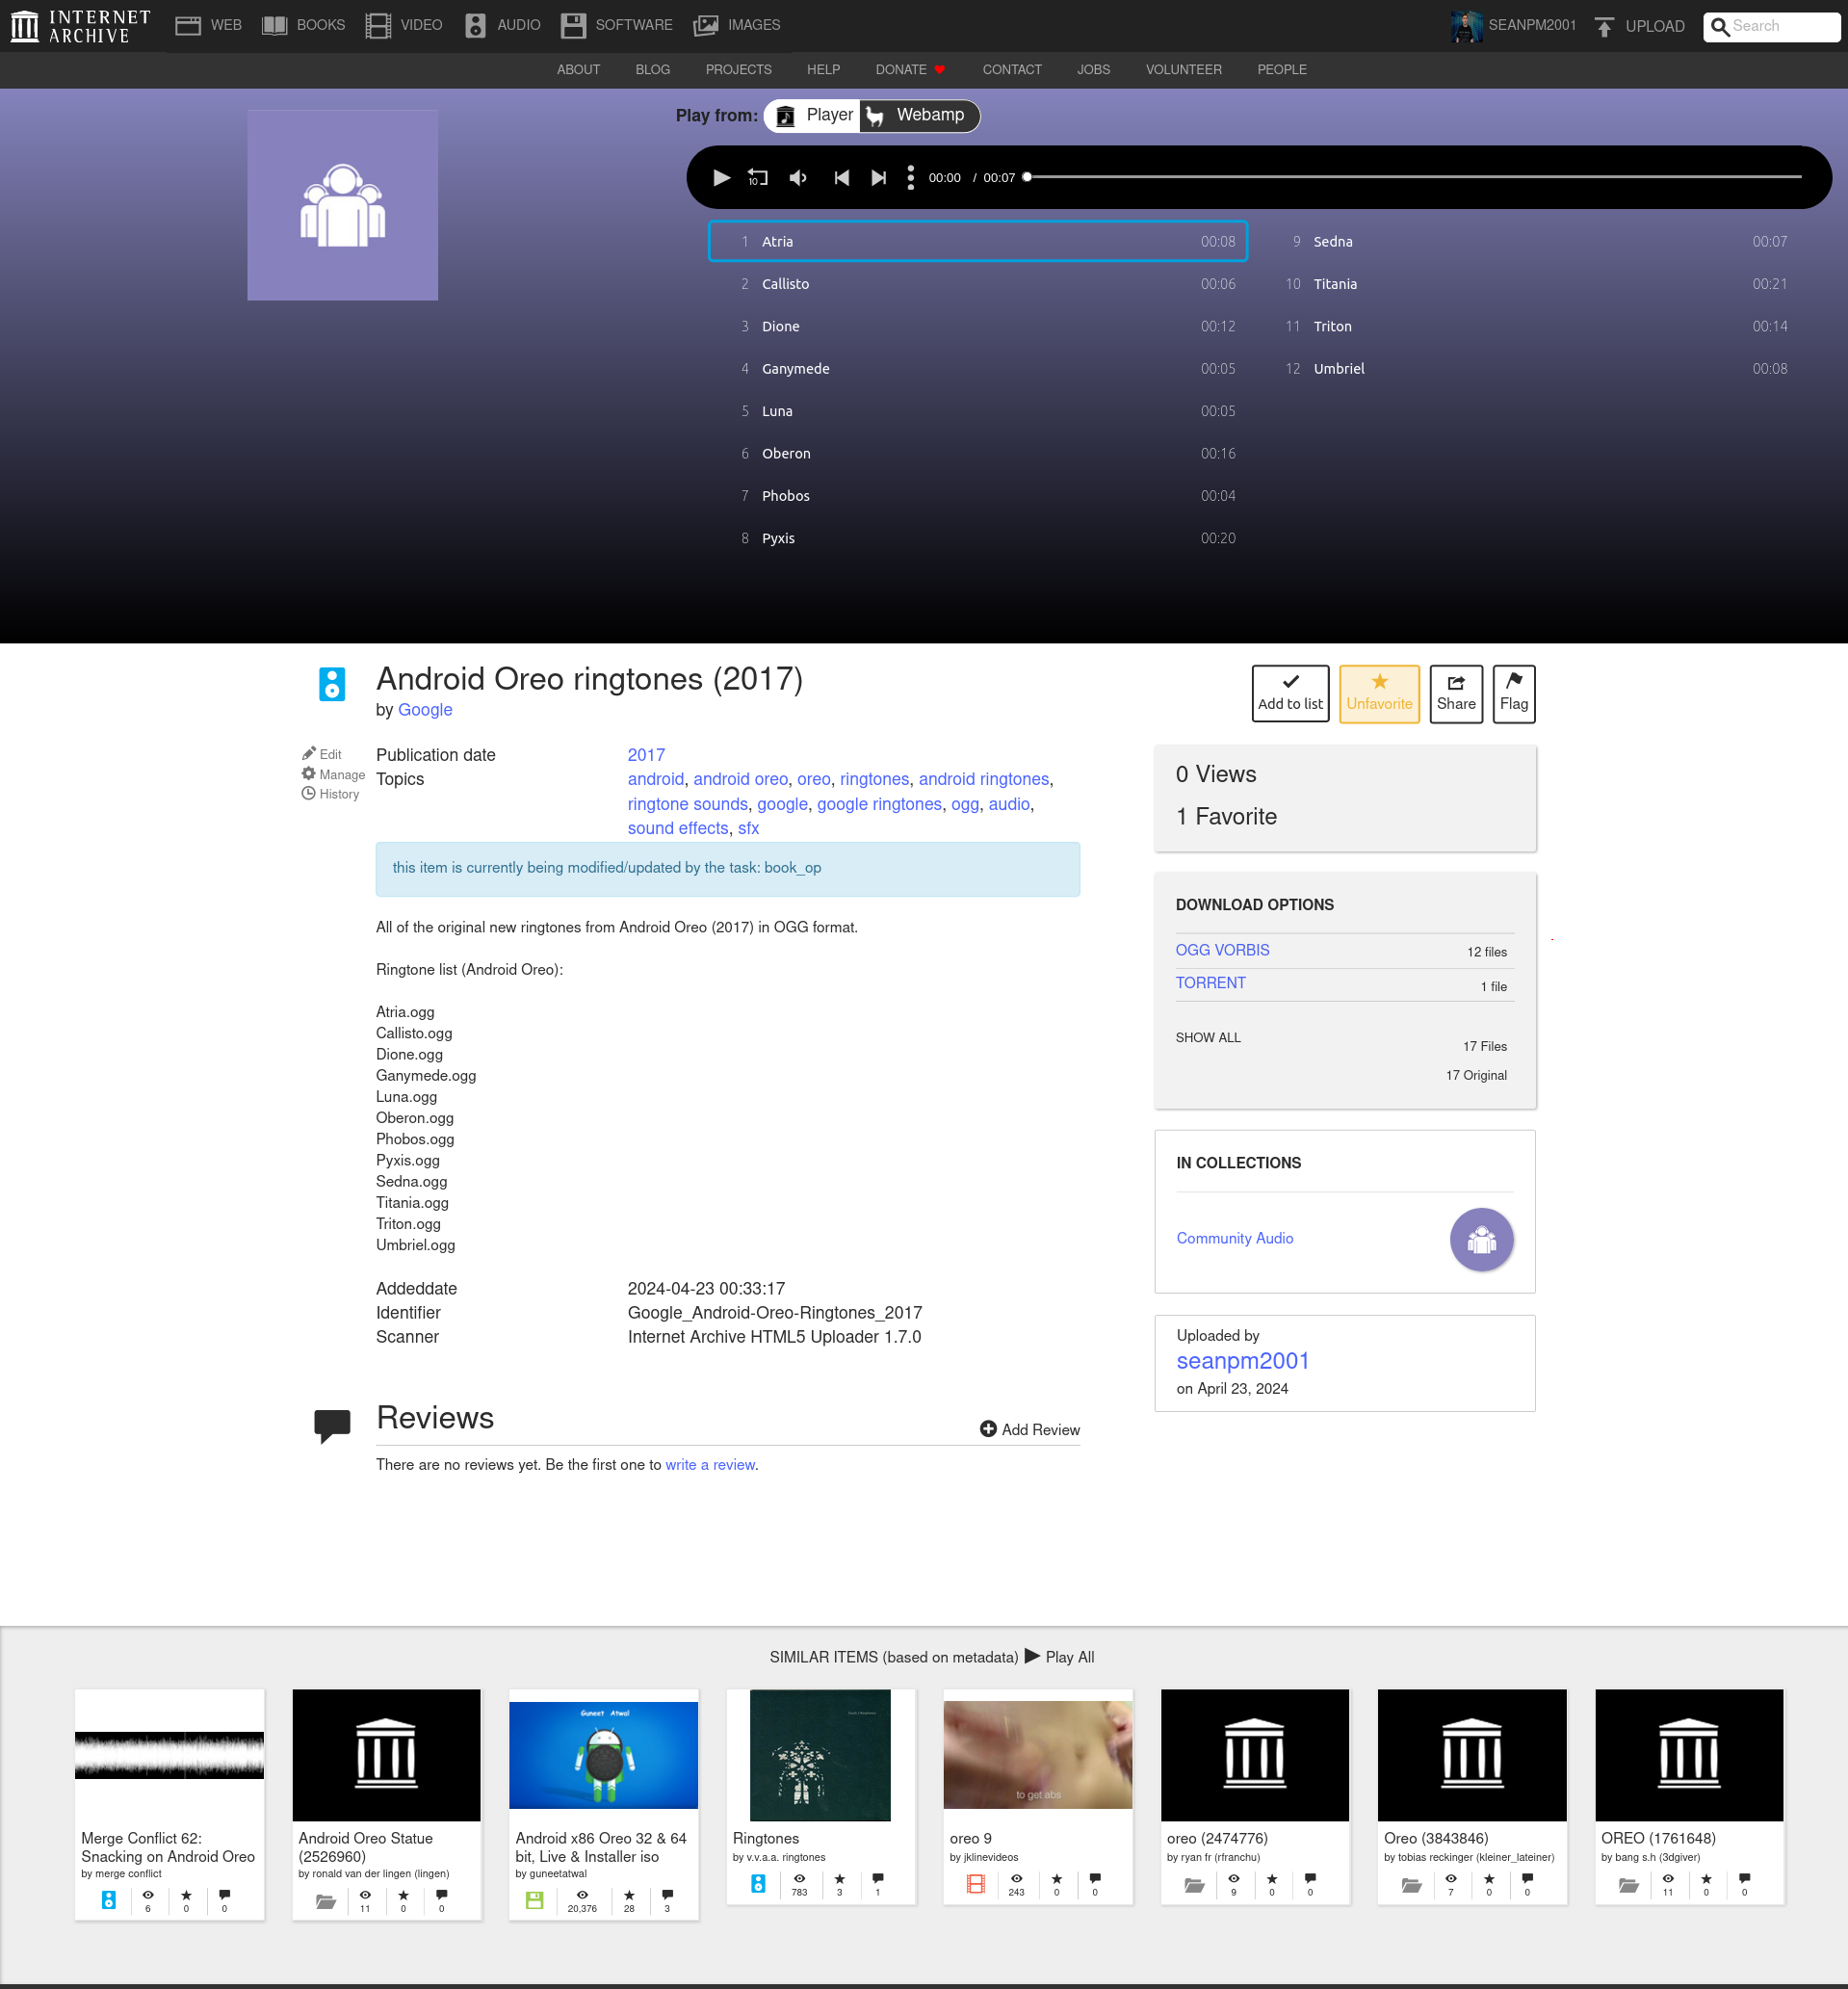 INTERNET ARCHIVE
WEB BOOKS VIDEO AUDIO SOFTWARE IMAGES SEANPM2001 UPLOAD Search
ABOUT BLOG PROJECTS HELP DONATE CONTACT JOBS VOLUNTEER PEOPLE
Play from: Player Webamp
10 00:00 / 00:07
1 Atria 00:08
2 Callisto 00:06
3 Dione 00:12
4 Ganymede 00:05
5 Luna 00:05
6 Oberon 00:16
7 Phobos 00:04
8 Pyxis 00:20
9 Sedna 00:07
10 Titania 00:21
11 Triton 00:14
12 Umbriel 00:08
Android Oreo ringtones (2017)
by Google
Edit
Manage
History
Publication date 2017
Topics android, android oreo, oreo, ringtones, android ringtones,
ringtone sounds, google, google ringtones, ogg, audio,
sound effects, sfx
this item is currently being modified/updated by the task: book_op
All of the original new ringtones from Android Oreo (2017) in OGG format.
Ringtone list (Android Oreo):
Atria.ogg
Callisto.ogg
Dione.ogg
Ganymede.ogg
Luna.ogg
Oberon.ogg
Phobos.ogg
Pyxis.ogg
Sedna.ogg
Titania.ogg
Triton.ogg
Umbriel.ogg
Addeddate 2024-04-23 00:33:17
Identifier Google_Android-Oreo-Ringtones_2017
Scanner Internet Archive HTML5 Uploader 1.7.0
Reviews
Add Review
There are no reviews yet. Be the first one to write a review.
Add to list Unfavorite Share Flag
0 Views
1 Favorite
DOWNLOAD OPTIONS
OGG VORBIS 12 files
TORRENT 1 file
SHOW ALL 17 Files
17 Original
IN COLLECTIONS
Community Audio
Uploaded by
seanpm2001
on April 23, 2024
SIMILAR ITEMS (based on metadata) Play All
Merge Conflict 62:
Snacking on Android Oreo
by merge conflict
6 0 0
Android Oreo Statue
(2526960)
by ronald van der lingen (lingen)
11 0 0
Guneet Atwal
Android x86 Oreo 32 & 64
bit, Live & Installer iso
by guneetatwal
20,376 28 3
Ringtones
by v.v.a.a. ringtones
783 3 1
to get abs
oreo 9
by jklinevideos
243 0 0
oreo (2474776)
by ryan fr (rfranchu)
9 0 0
Oreo (3843846)
by tobias reckinger (kleiner_lateiner)
7 0 0
OREO (1761648)
by bang s.h (3dgiver)
11 0 0